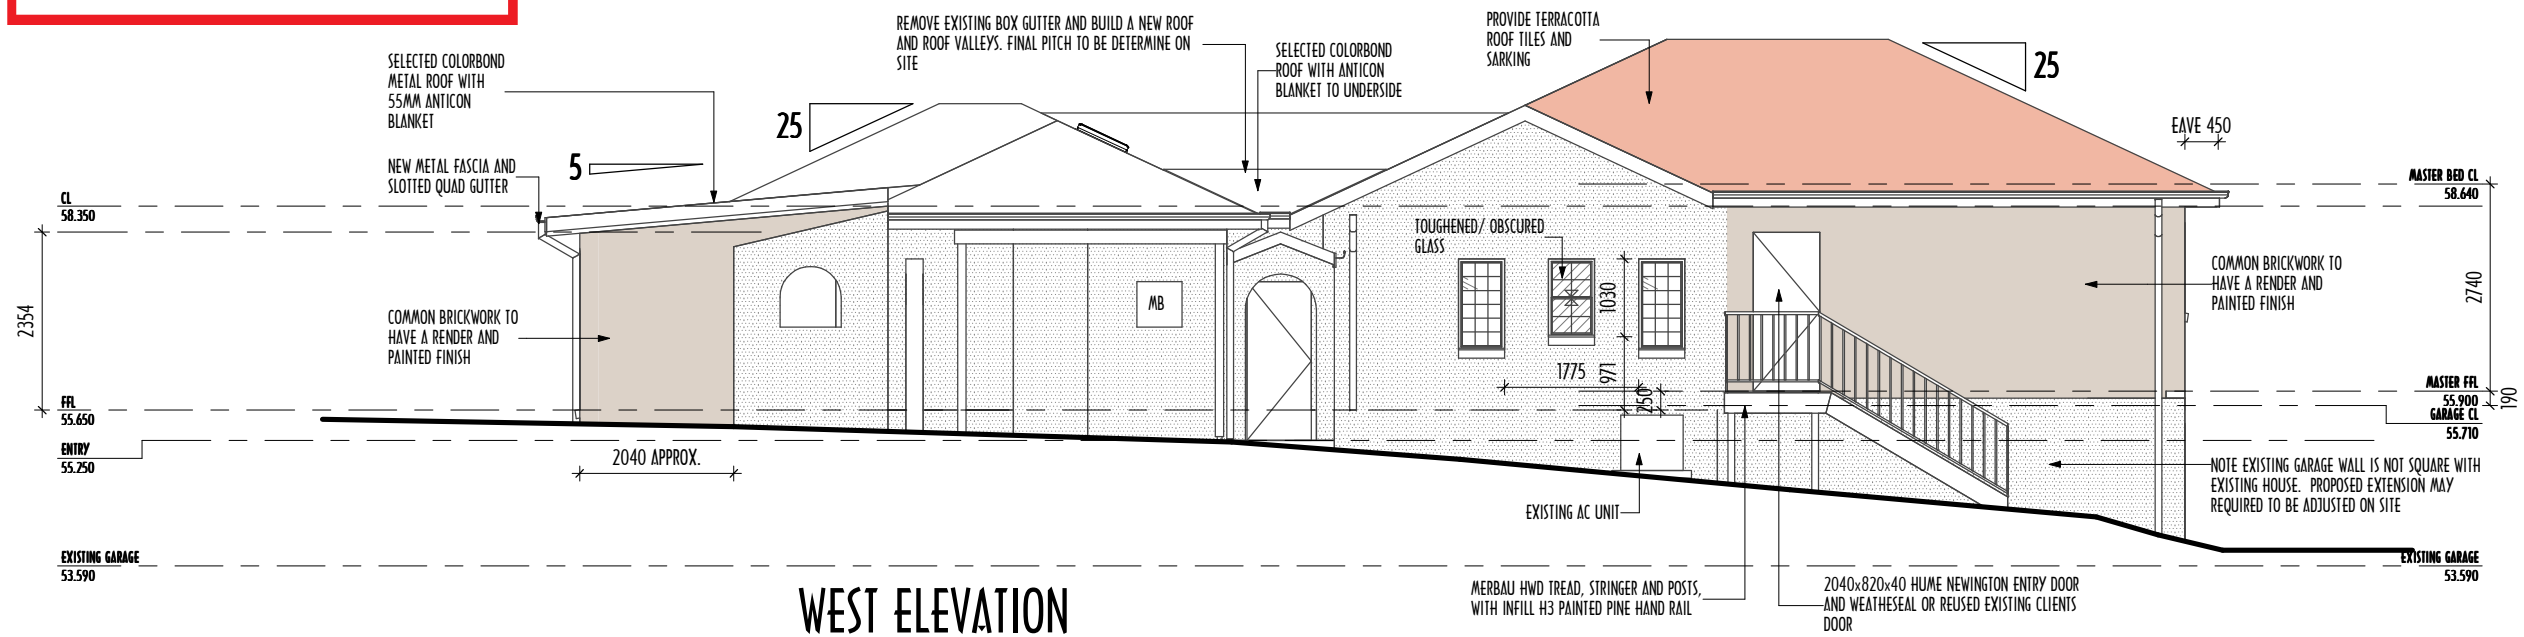 REMOVE EXISTING BOX GUTTER AND BUILD A NEW ROOF
AND ROOF VALLEYS. FINAL PITCH TO BE DETERMINE ON
SITE
PROVIDE TERRACOTTA
ROOF TILES AND
SARKING
SELECTED COLORBOND
METAL ROOF WITH
55MM ANTICON
BLANKET
SELECTED COLORBOND
ROOF WITH ANTICON
BLANKET TO UNDERSIDE
25
25
EAVE 450
NEW METAL FASCIA AND
SLOTTED QUAD GUTTER
5
CL
58.350
MASTER BED CL
58.640
TOUGHENED/ OBSCURED
GLASS
COMMON BRICKWORK TO
HAVE A RENDER AND
PAINTED FINISH
2354
COMMON BRICKWORK TO
HAVE A RENDER AND
PAINTED FINISH
MB
1030
2740
1775
971
250
FFL
55.650
MASTER FFL
55.900
190
GARAGE CL
55.710
ENTRY
55.250
2040 APPROX.
NOTE EXISTING GARAGE WALL IS NOT SQUARE WITH
EXISTING HOUSE. PROPOSED EXTENSION MAY
REQUIRED TO BE ADJUSTED ON SITE
EXISTING AC UNIT
EXISTING GARAGE
53.590
EXISTING GARAGE
53.590
MERBAU HWD TREAD, STRINGER AND POSTS,
WITH INFILL H3 PAINTED PINE HAND RAIL
2040x820x40 HUME NEWINGTON ENTRY DOOR
AND WEATHESEAL OR REUSED EXISTING CLIENTS
DOOR
WEST ELEVATION